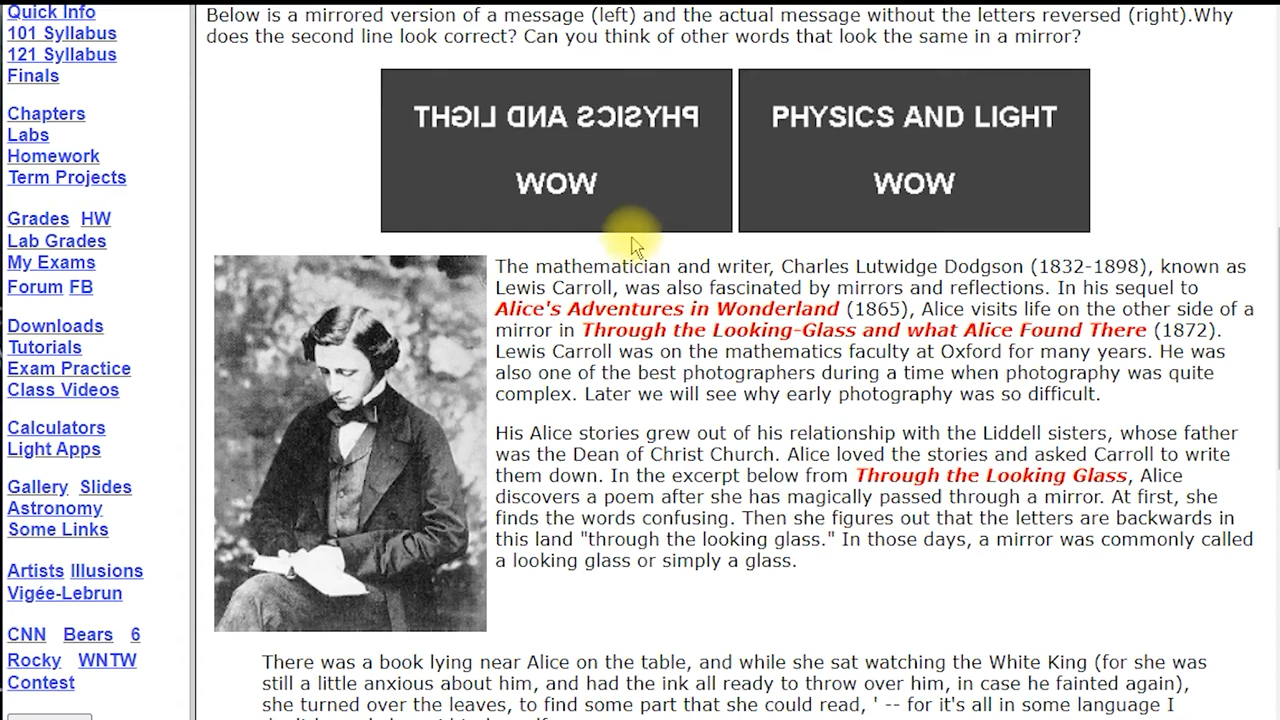 Quick Info
101 Syllabus
121 Syllabus
Finals
Chapters
Labs
Homework
Term Projects
Grades HW
Lab Grades
My Exams
Forum FB
Downloads
Tutorials
Exam Practice
Class Videos
Calculators
Light Apps
Gallery Slides
Astronomy
Some Links
Artists Illusions
Vigée-Lebrun
CNN Bears 6
Rocky WNTW
Contest
Below is a mirrored version of a message (left) and the actual message without the letters reversed (right).Why
does the second line look correct? Can you think of other words that look the same in a mirror?
PHYSICS AND LIGHT
WOW
PHYSICS AND LIGHT
WOW
The mathematician and writer, Charles Lutwidge Dodgson (1832-1898), known as
Lewis Carroll, was also fascinated by mirrors and reflections. In his sequel to
Alice's Adventures in Wonderland (1865), Alice visits life on the other side of a
mirror in Through the Looking-Glass and what Alice Found There (1872).
Lewis Carroll was on the mathematics faculty at Oxford for many years. He was
also one of the best photographers during a time when photography was quite
complex. Later we will see why early photography was so difficult.
His Alice stories grew out of his relationship with the Liddell sisters, whose father
was the Dean of Christ Church. Alice loved the stories and asked Carroll to write
them down. In the excerpt below from Through the Looking Glass, Alice
discovers a poem after she has magically passed through a mirror. At first, she
finds the words confusing. Then she figures out that the letters are backwards in
this land "through the looking glass." In those days, a mirror was commonly called
a looking glass or simply a glass.
There was a book lying near Alice on the table, and while she sat watching the White King (for she was
still a little anxious about him, and had the ink all ready to throw over him, in case he fainted again),
she turned over the leaves, to find some part that she could read, ' -- for it's all in some language I